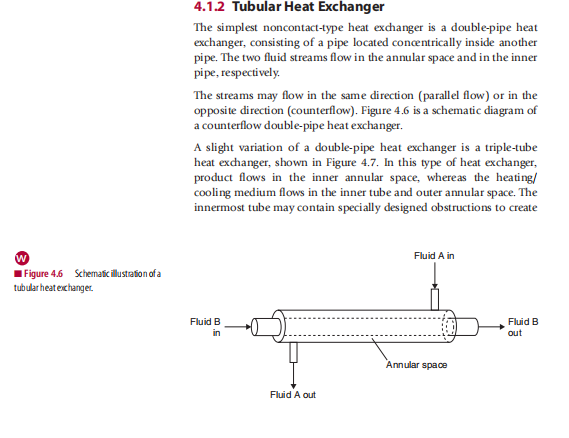 4.1.2 Tubular Heat Exchanger
The simplest noncontact-type heat exchanger is a double-pipe heat
exchanger, consisting of a pipe located concentrically inside another
pipe. The two fluid streams flow in the annular space and in the inner
pipe, respectively.
The streams may flow in the same direction (parallel flow) or in the
opposite direction (counterflow). Figure 4.6 is a schematic diagram of
a counterflow double-pipe heat exchanger.
A slight variation of a double-pipe heat exchanger is a triple-tube
heat exchanger, shown in Figure 4.7. In this type of heat exchanger,
product flows in the inner annular space, whereas the heating/
cooling medium flows in the inner tube and outer annular space. The
innermost tube may contain specially designed obstructions to create
W
Figure 4.6 Schematic illustration of a
tubular heat exchanger.
Fluid A in
Fluid B
in
Fluid B
out
Annular space
Fluid A out